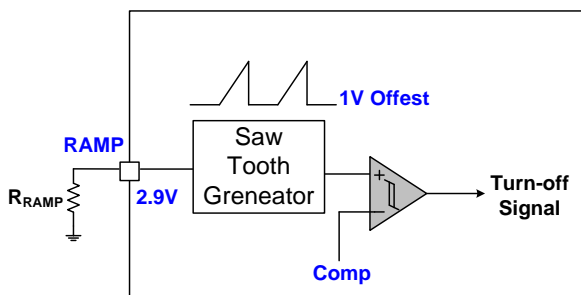 1V Offest
RAMP
Saw
Tooth
Greneator
RRAMP
2.9V
+
−
Turn-off
Signal
Comp